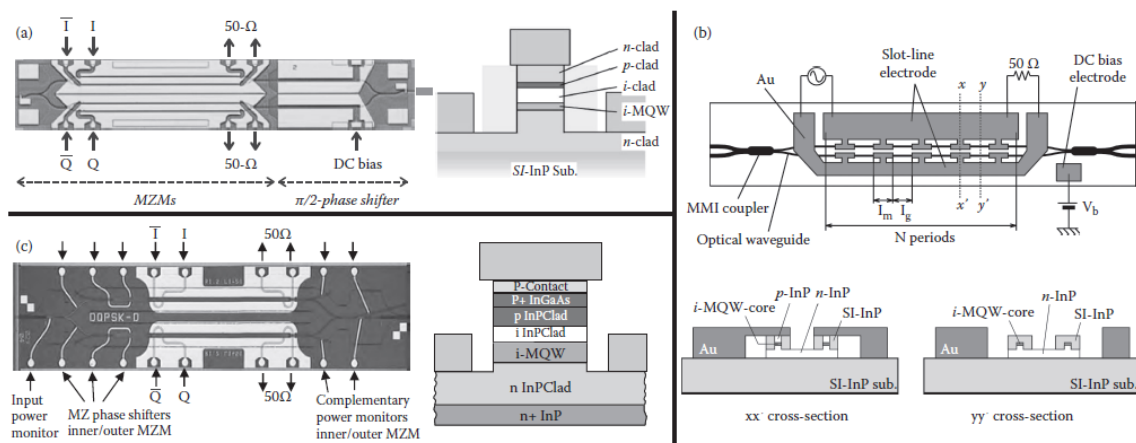 (a)
I̅ I 50-Ω
Q̅ Q 50-Ω DC bias
MZMs π/2-phase shifter
n-clad
p-clad
i-clad
i-MQW
n-clad
SI-InP Sub.
(b)
Au
Slot-line
electrode
x y
50 Ω
DC bias
electrode
MMI coupler
Optical waveguide
lm lg
x' y'
N periods
Vb
i-MQW-core
p-InP
n-InP
SI-InP
Au
SI-InP sub.
xx' cross-section
i-MQW-core
n-InP
SI-InP
Au
SI-InP sub.
yy' cross-section
(c)
I̅ I 50Ω
DQPSK-D
Q̅ Q 50Ω
Input
power
monitor
MZ phase shifters
inner/outer MZM
Complementary
power monitors
inner/outer MZM
P-Contact
P+ InGaAs
p InPClad
i InPClad
i-MQW
n InPClad
n+ InP